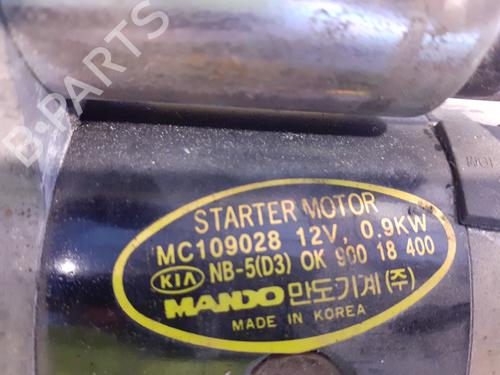 B-PARTS
MOM
STARTER MOTOR
MC109028 12V, 0.9KW
KIA NB-5(D3) OK 900 18 400
MANDO 만도기계(주)
MADE IN KOREA